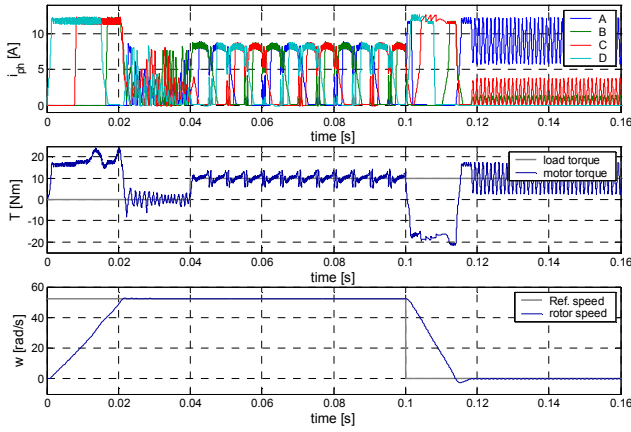 10
5
0
i_ph [A]
A
B
C
D
0 0.02 0.04 0.06 0.08 0.1 0.12 0.14 0.16
time [s]
20
10
0
-10
-20
T [Nm]
load torque
motor torque
0 0.02 0.04 0.06 0.08 0.1 0.12 0.14 0.16
time [s]
60
40
20
0
w [rad/s]
Ref. speed
rotor speed
0 0.02 0.04 0.06 0.08 0.1 0.12 0.14 0.16
time [s]